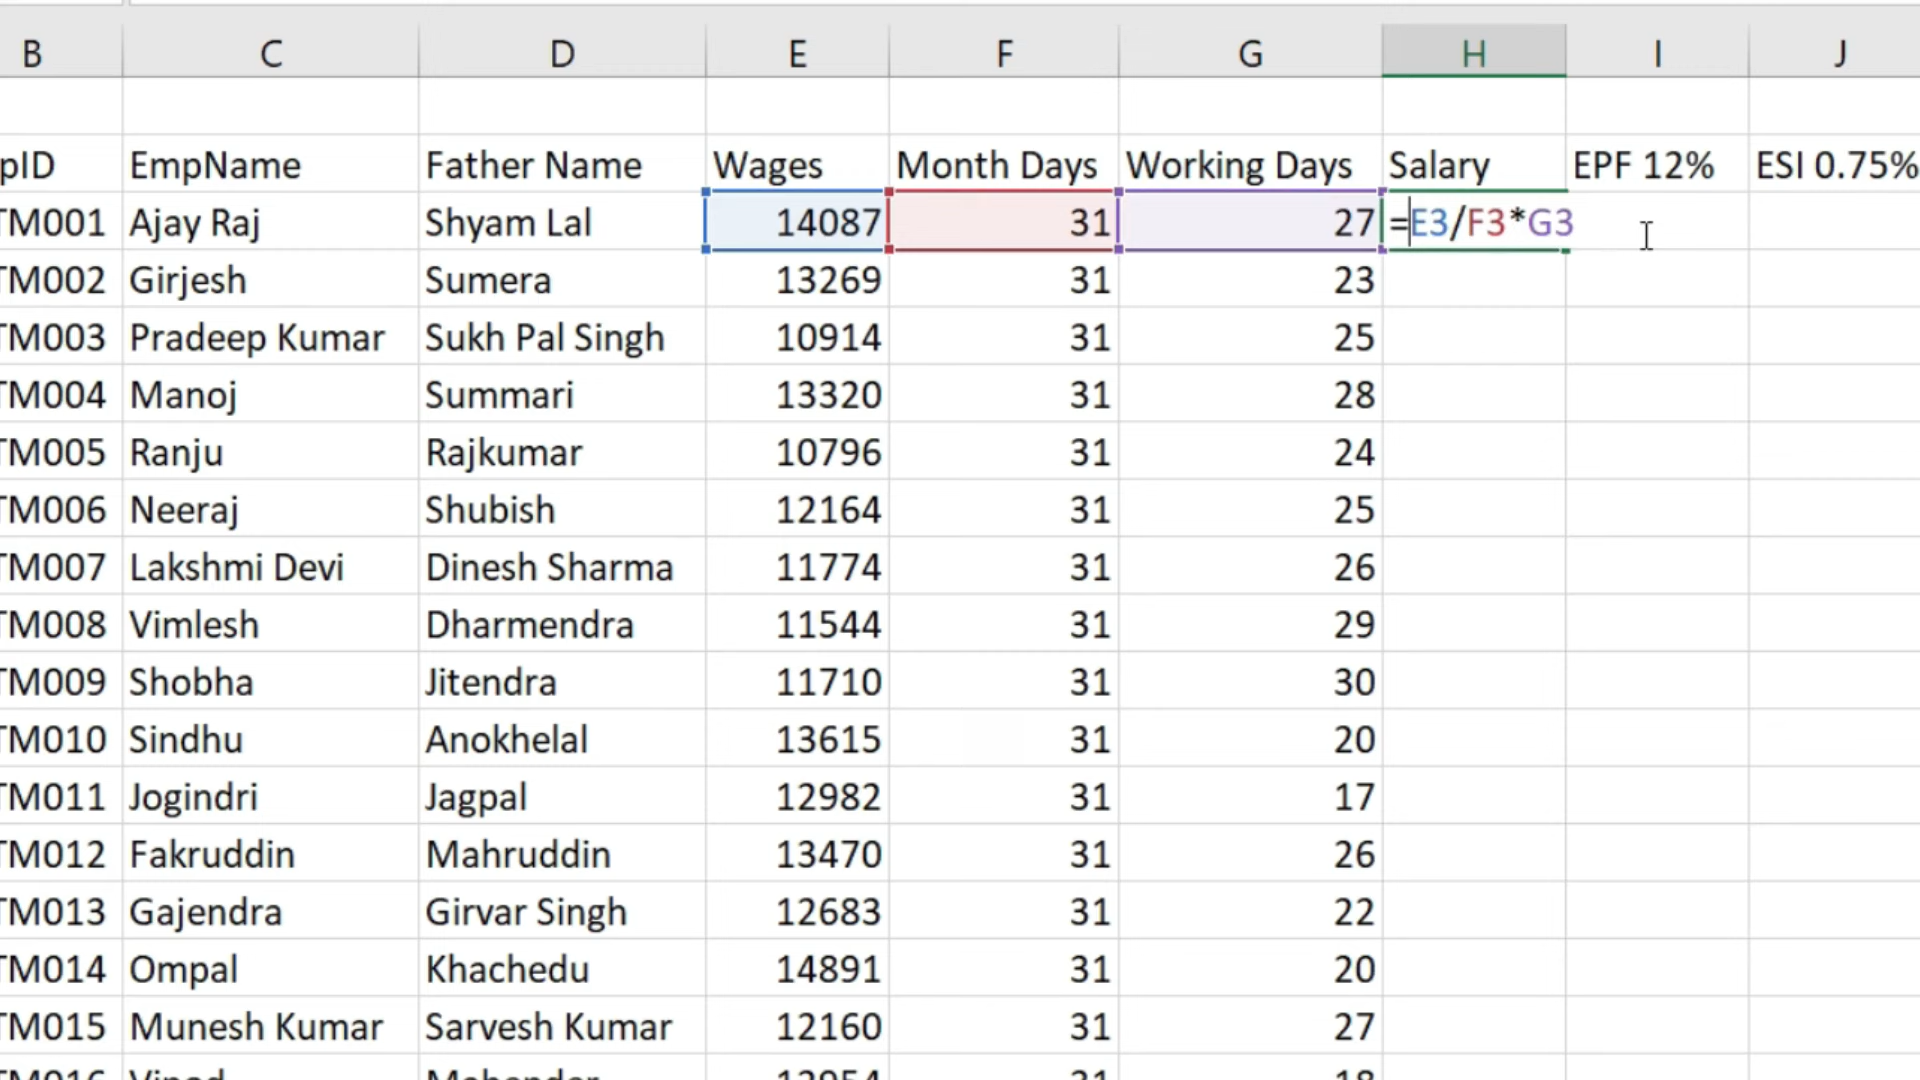 B C D E F G H I J
pID EmpName Father Name Wages Month Days Working Days Salary EPF 12% ESI 0.75%
TM001 Ajay Raj Shyam Lal 14087 31 27 =E3/F3*G3
TM002 Girjesh Sumera 13269 31 23
TM003 Pradeep Kumar Sukh Pal Singh 10914 31 25
TM004 Manoj Summari 13320 31 28
TM005 Ranju Rajkumar 10796 31 24
TM006 Neeraj Shubish 12164 31 25
TM007 Lakshmi Devi Dinesh Sharma 11774 31 26
TM008 Vimlesh Dharmendra 11544 31 29
TM009 Shobha Jitendra 11710 31 30
TM010 Sindhu Anokhelal 13615 31 20
TM011 Jogindri Jagpal 12982 31 17
TM012 Fakruddin Mahruddin 13470 31 26
TM013 Gajendra Girvar Singh 12683 31 22
TM014 Ompal Khachedu 14891 31 20
TM015 Munesh Kumar Sarvesh Kumar 12160 31 27
TM016 Vinod Mahender 31 18